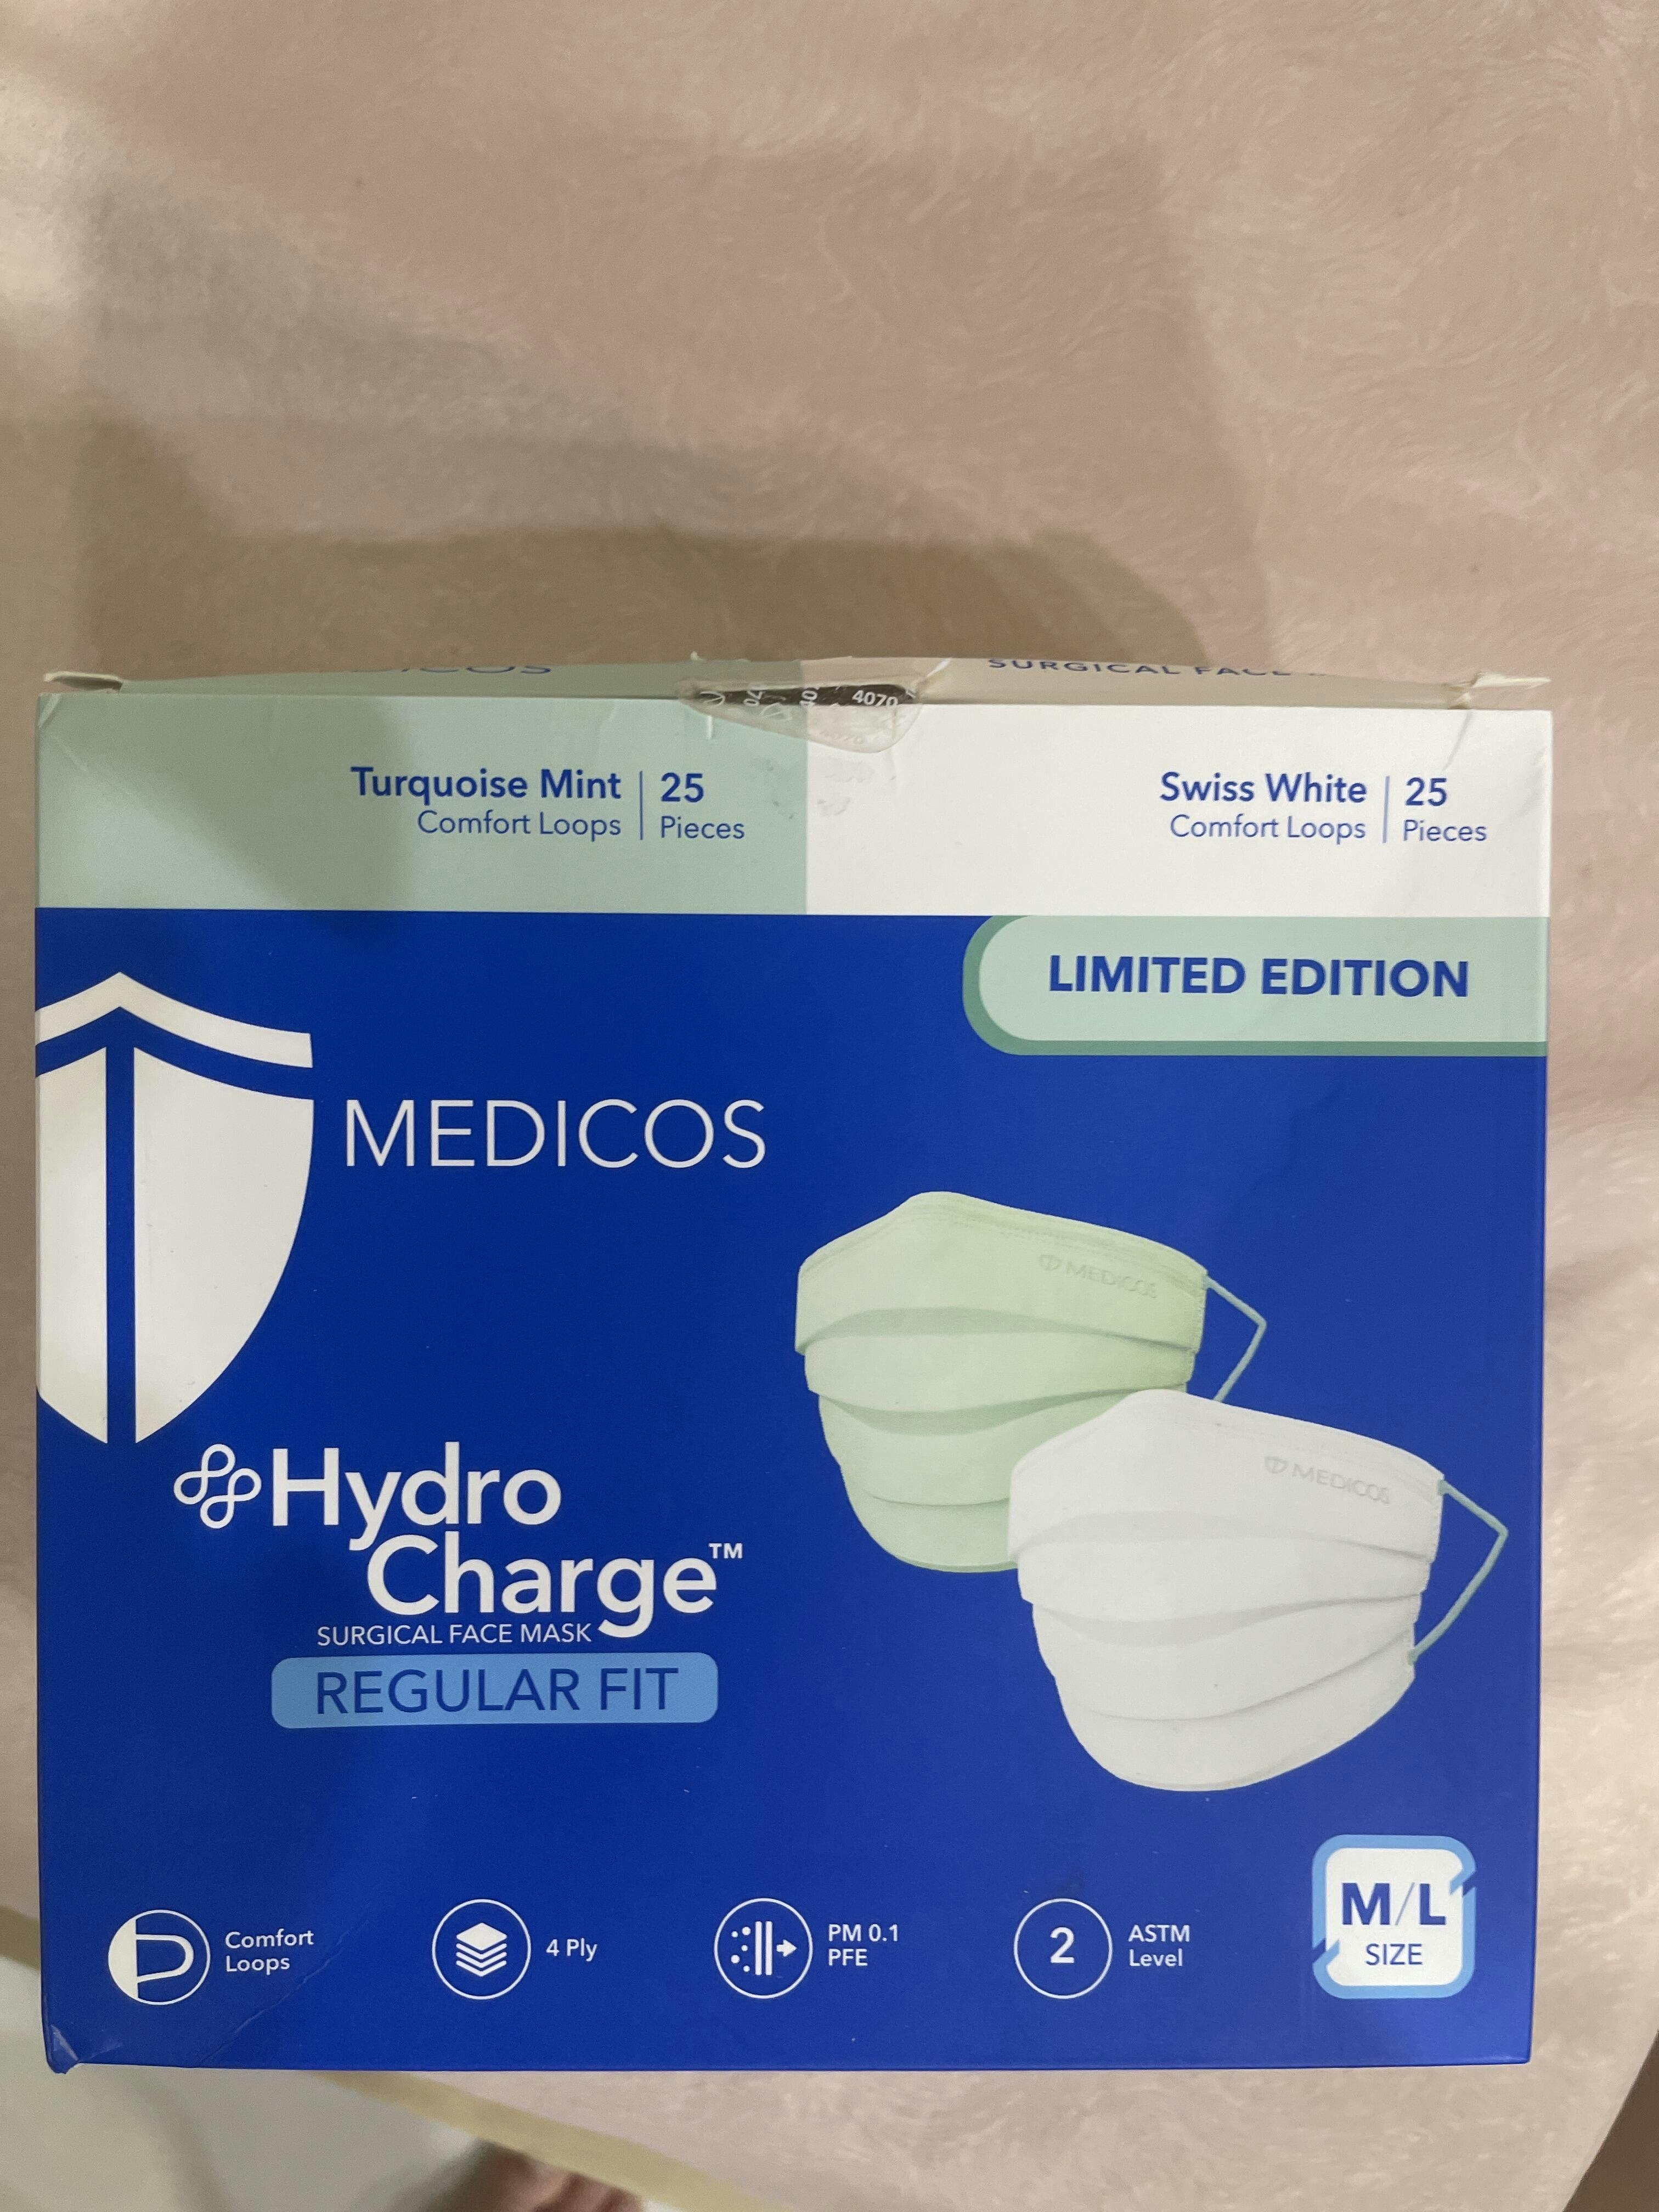 SURGICAL FACE
4070
Turquoise Mint | 25
Comfort Loops | Pieces
Swiss White | 25
Comfort Loops | Pieces
LIMITED EDITION
MEDICOS
MEDICOS
MEDICOS
Hydro
Charge™
SURGICAL FACE MASK
REGULAR FIT
Comfort
Loops
4 Ply
PM 0.1
PFE
2
ASTM
Level
M/L
SIZE